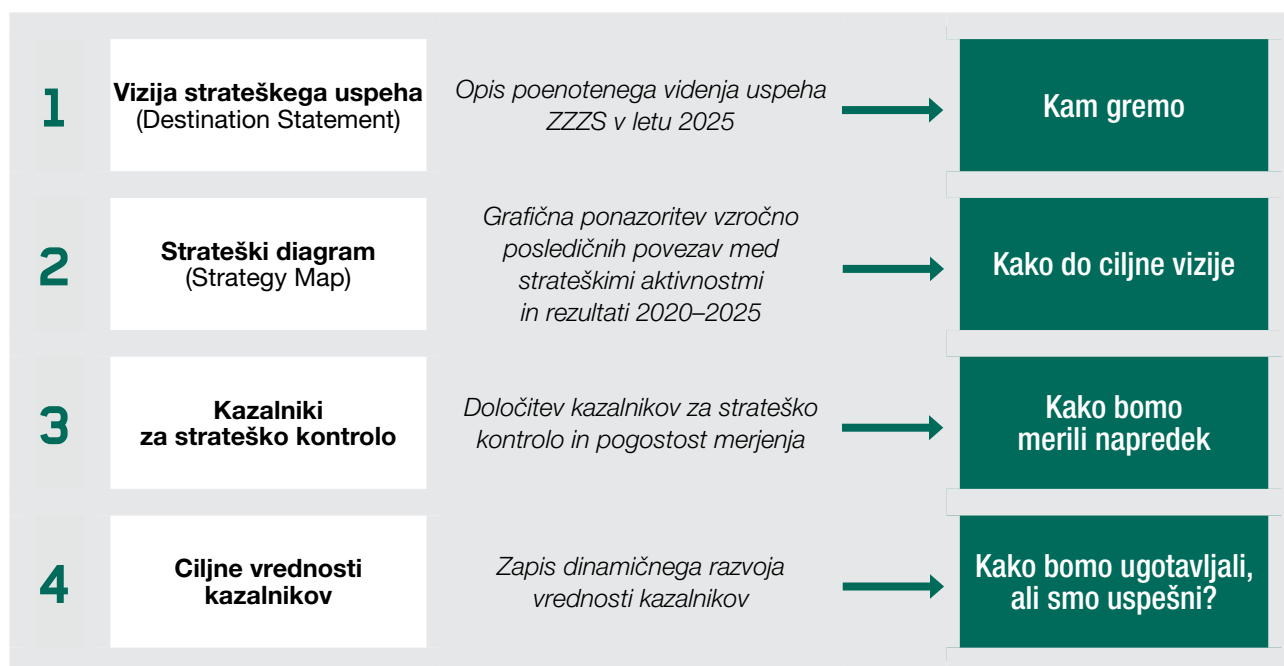 1
Vizija strateškega uspeha
(Destination Statement)
Opis poenotenega videnja uspeha
ZZZS v letu 2025
Kam gremo
2
Strateški diagram
(Strategy Map)
Grafična ponazoritev vzročno
posledičnih povezav med
strateškimi aktivnostmi
in rezultati 2020–2025
Kako do ciljne vizije
3
Kazalniki
za strateško kontrolo
Določitev kazalnikov za strateško
kontrolo in pogostost merjenja
Kako bomo
merili napredek
4
Ciljne vrednosti
kazalnikov
Zapis dinamičnega razvoja
vrednosti kazalnikov
Kako bomo ugotavljali,
ali smo uspešni?